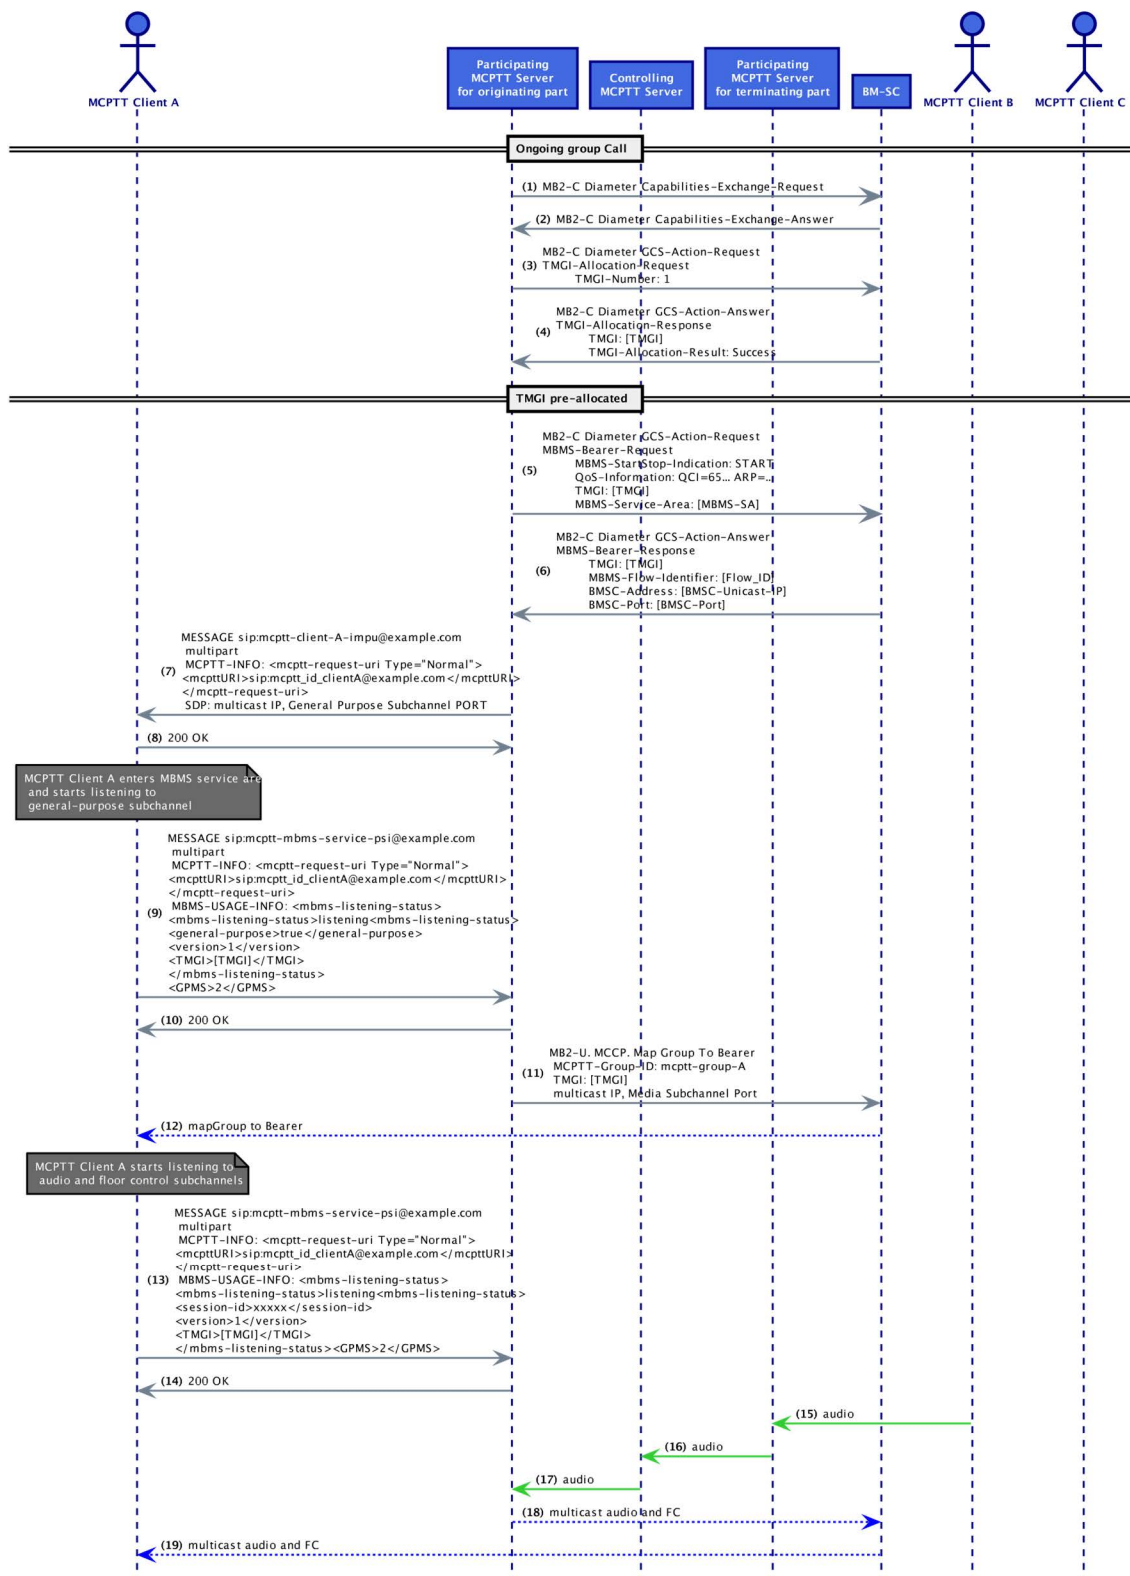 MCPTT Client A
Participating
MCPTT Server
for originating part
Controlling
MCPTT Server
Participating
MCPTT Server
for terminating part
BM-SC
MCPTT Client B
MCPTT Client C
Ongoing group Call
(1) MB2-C Diameter Capabilities-Exchange-Request
(2) MB2-C Diameter Capabilities-Exchange-Answer
MB2-C Diameter GCS-Action-Request
(3) TMGI-Allocation-Request
TMGI-Number: 1
MB2-C Diameter GCS-Action-Answer
TMGI-Allocation-Response
(4) TMGI: [TMGI]
TMGI-Allocation-Result: Success
TMGI pre-allocated
MB2-C Diameter GCS-Action-Request
MBMS-Bearer-Request
(5) MBMS-StartStop-Indication: START
QoS-Information: QCI=65... ARP=..
TMGI: [TMGI]
MBMS-Service-Area: [MBMS-SA]
MB2-C Diameter GCS-Action-Answer
MBMS-Bearer-Response
(6) TMGI: [TMGI]
MBMS-Flow-Identifier: [Flow_ID]
BMSC-Address: [BMSC-Unicast-IP]
BMSC-Port: [BMSC-Port]
MESSAGE sip:mcptt-client-A-impu@example.com
multipart
(7) MCPTT-INFO: <mcptt-request-uri Type="Normal">
<mcpttURI>sip:mcptt_id_clientA@example.com</mcpttURI>
</mcptt-request-uri>
SDP: multicast IP, General Purpose Subchannel PORT
(8) 200 OK
MCPTT Client A enters MBMS service are
and starts listening to
general-purpose subchannel
MESSAGE sip:mcptt-mbms-service-psi@example.com
multipart
MCPTT-INFO: <mcptt-request-uri Type="Normal">
<mcpttURI>sip:mcptt_id_clientA@example.com</mcpttURI>
</mcptt-request-uri>
(9) MBMS-USAGE-INFO: <mbms-listening-status>
<mbms-listening-status>listening<mbms-listening-status>
<general-purpose>true</general-purpose>
<version>1</version>
<TMGI>[TMGI]</TMGI>
</mbms-listening-status>
<GPMS>2</GPMS>
(10) 200 OK
MB2-U. MCCP. Map Group To Bearer
MCPTT-Group-ID: mcptt-group-A
(11) TMGI: [TMGI]
multicast IP, Media Subchannel Port
(12) mapGroup to Bearer
MCPTT Client A starts listening to
audio and floor control subchannels
MESSAGE sip:mcptt-mbms-service-psi@example.com
multipart
MCPTT-INFO: <mcptt-request-uri Type="Normal">
<mcpttURI>sip:mcptt_id_clientA@example.com</mcpttURI>
</mcptt-request-uri>
(13) MBMS-USAGE-INFO: <mbms-listening-status>
<mbms-listening-status>listening<mbms-listening-status>
<session-id>xxxxx</session-id>
<version>1</version>
<TMGI>[TMGI]</TMGI>
</mbms-listening-status><GPMS>2</GPMS>
(14) 200 OK
(15) audio
(16) audio
(17) audio
(18) multicast audio and FC
(19) multicast audio and FC